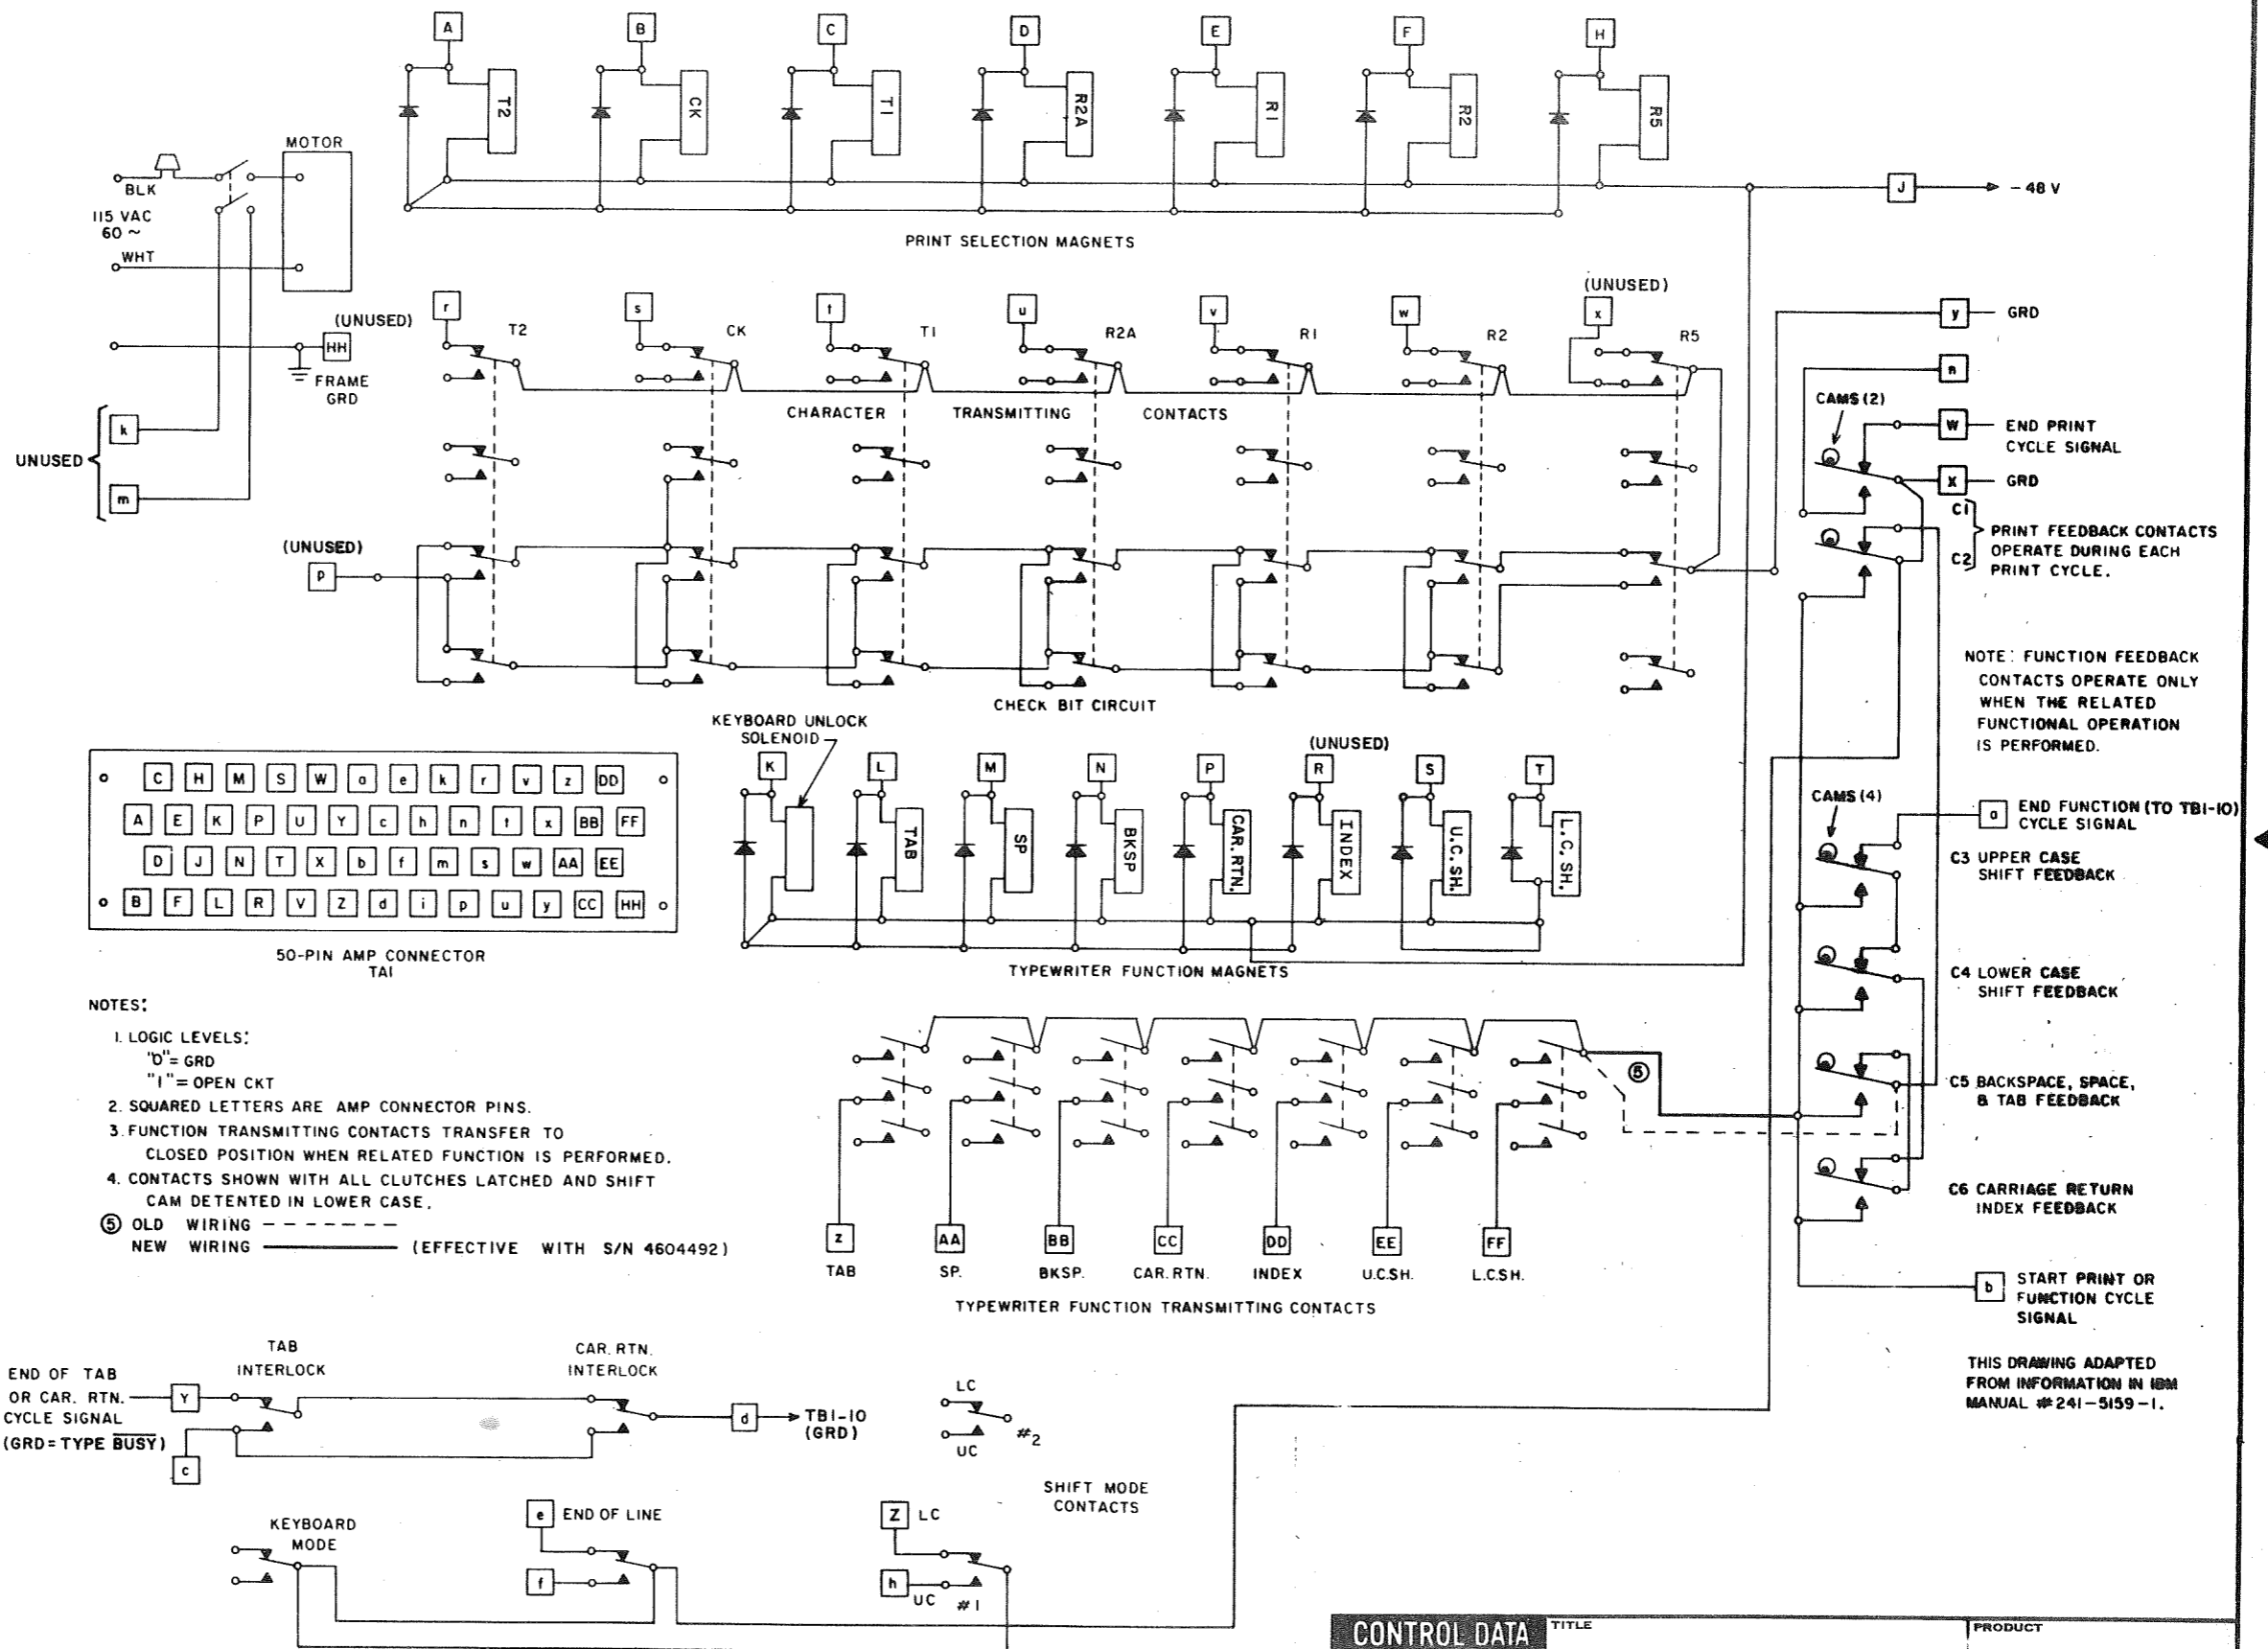 A B C D E F H
T2 CK T1 R2A R1 R2 R5
MOTOR
BLK
115 VAC
60 ~
WHT
J - 48 V
PRINT SELECTION MAGNETS
(UNUSED)
HH
FRAME
GRD
UNUSED
k
m
r s t u v w
(UNUSED)
x
T2 CK T1 R2A R1 R2 R5
CHARACTER TRANSMITTING CONTACTS
(UNUSED)
p
CHECK BIT CIRCUIT
y GRD
n
CAMS (2)
W END PRINT
CYCLE SIGNAL
X GRD
C1
C2
PRINT FEEDBACK CONTACTS
OPERATE DURING EACH
PRINT CYCLE.
NOTE: FUNCTION FEEDBACK
CONTACTS OPERATE ONLY
WHEN THE RELATED
FUNCTIONAL OPERATION
IS PERFORMED.
KEYBOARD UNLOCK
SOLENOID
(UNUSED)
K L M N P R S T
TAB SP BKSP CAR. RTN. INDEX U.C. SH. L.C. SH.
TYPEWRITER FUNCTION MAGNETS
C H M S W a e k r v z DD
A E K P U Y c h n t x BB FF
D J N T X b f m s w AA EE
B F L R V Z d i p u y CC HH
50-PIN AMP CONNECTOR
TA1
CAMS (4)
a END FUNCTION (TO TB1-10)
CYCLE SIGNAL
C3 UPPER CASE
SHIFT FEEDBACK
C4 LOWER CASE
SHIFT FEEDBACK
C5 BACKSPACE, SPACE,
& TAB FEEDBACK
C6 CARRIAGE RETURN
INDEX FEEDBACK
b START PRINT OR
FUNCTION CYCLE
SIGNAL
NOTES:
1. LOGIC LEVELS:
"0" = GRD
"1" = OPEN CKT
2. SQUARED LETTERS ARE AMP CONNECTOR PINS.
3. FUNCTION TRANSMITTING CONTACTS TRANSFER TO
CLOSED POSITION WHEN RELATED FUNCTION IS PERFORMED.
4. CONTACTS SHOWN WITH ALL CLUTCHES LATCHED AND SHIFT
CAM DETENTED IN LOWER CASE.
⑤ OLD WIRING
NEW WIRING (EFFECTIVE WITH S/N 4604492)
⑤
z AA BB CC DD EE FF
TAB SP. BKSP. CAR. RTN. INDEX U.C.SH. L.C.SH.
TYPEWRITER FUNCTION TRANSMITTING CONTACTS
THIS DRAWING ADAPTED
FROM INFORMATION IN IBM
MANUAL #241-5159-1.
TAB
INTERLOCK
CAR. RTN.
INTERLOCK
END OF TAB
OR CAR. RTN.
CYCLE SIGNAL
(GRD = TYPE BUSY)
Y
c
d TB1-10
(GRD)
LC
UC
#2
SHIFT MODE
CONTACTS
KEYBOARD
MODE
e END OF LINE
f
Z LC
h UC #1
CONTROL DATA TITLE PRODUCT